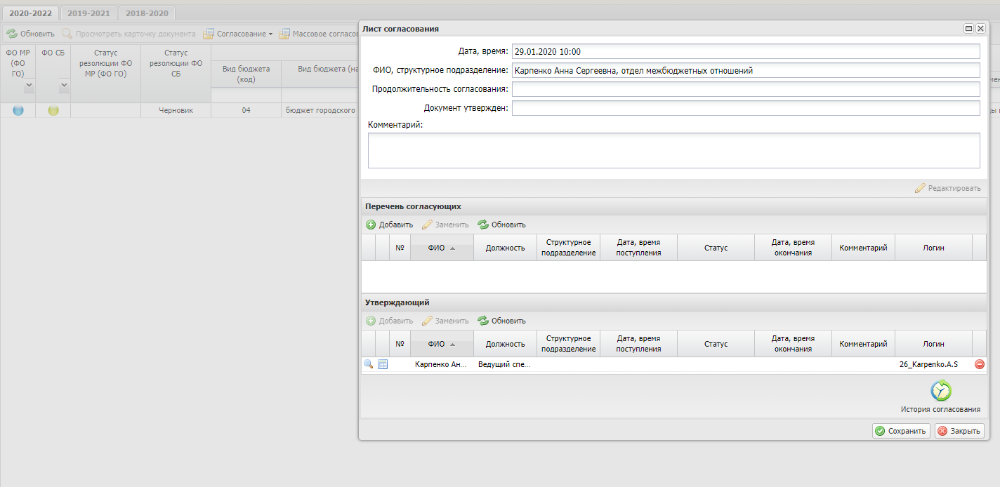 2020-2022 2019-2021 2018-2020
Обновить Просмотреть карточку документа Согласование Массовое согласов
ФО МР (ФО ГО)
ФО СБ
Статус резолюции ФО МР (ФО ГО)
Статус резолюции ФО СБ
Вид бюджета (код)
Вид бюджета (на
Черновик 04 бюджет городского
Лист согласования
Дата, время: 29.01.2020 10:00
ФИО, структурное подразделение: Карпенко Анна Сергеевна, отдел межбюджетных отношений
Продолжительность согласования:
Документ утвержден:
Комментарий:
Редактировать
Перечень согласующих
Добавить Заменить Обновить
№ ФИО Должность Структурное подразделение Дата, время поступления Статус Дата, время окончания Комментарий Логин
Утверждающий
Добавить Заменить Обновить
№ ФИО Должность Структурное подразделение Дата, время поступления Статус Дата, время окончания Комментарий Логин
Карпенко Ан... Ведущий спе... 26_Karpenko.A.S
История согласования
Сохранить Закрыть